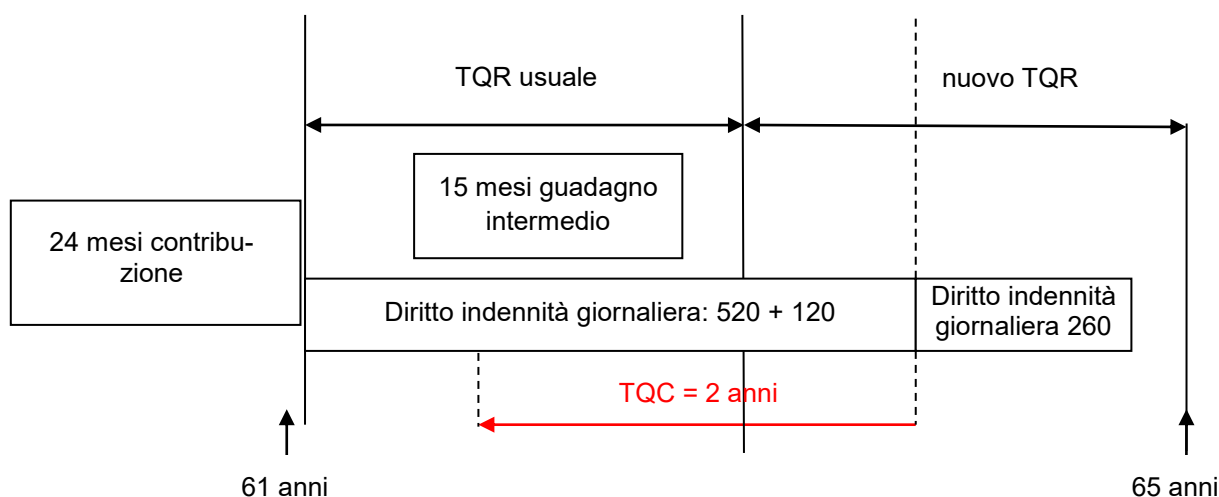 TQR usuale
nuovo TQR
15 mesi guadagno
intermedio
24 mesi contribu-
zione
Diritto indennità giornaliera: 520 + 120
Diritto indennità
giornaliera 260
TQC = 2 anni
61 anni
65 anni